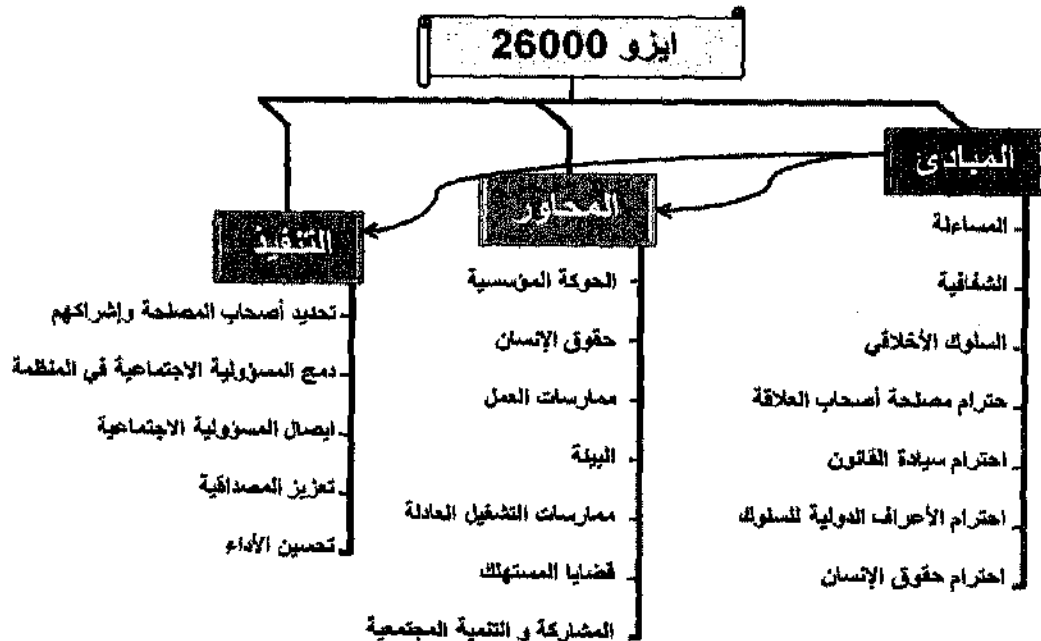 ايزو 26000
المبادئ
المساءلة
الشفافية
السلوك الأخلاقي
حترام مصلحة أصحاب العلاقة
احترام سيادة القانون
احترام الأعراف الدولية للسلوك
احترام حقوق الإنسان
المحاور
الحوكة المؤسسية
حقوق الإنسان
ممارسات العمل
البيئة
ممارسات التشغيل العادلة
قضايا المستهلك
المشاركة و التنمية المجتمعية
التنفيذ
تحديد أصحاب المصلحة وإشراكهم
دمج المسؤولية الاجتماعية في المنظمة
ايصال المسؤولية الاجتماعية
تعزيز المصداقية
تحسين الأداء